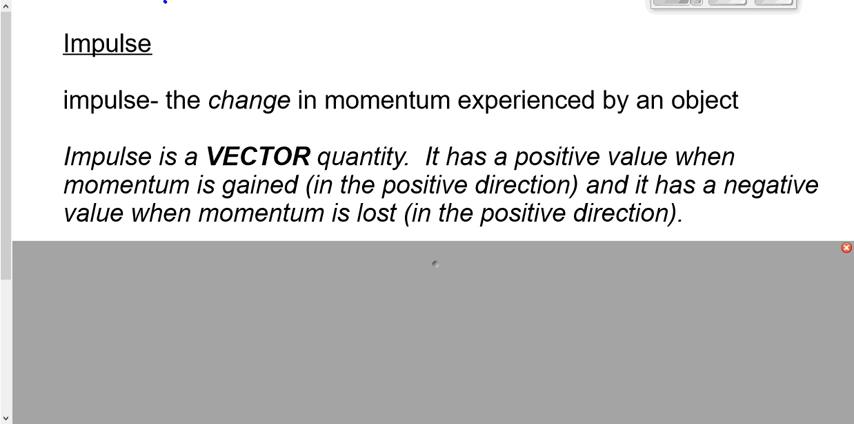 Impulse
impulse- the change in momentum experienced by an object
Impulse is a VECTOR quantity.  It has a positive value when
momentum is gained (in the positive direction) and it has a negative
value when momentum is lost (in the positive direction).